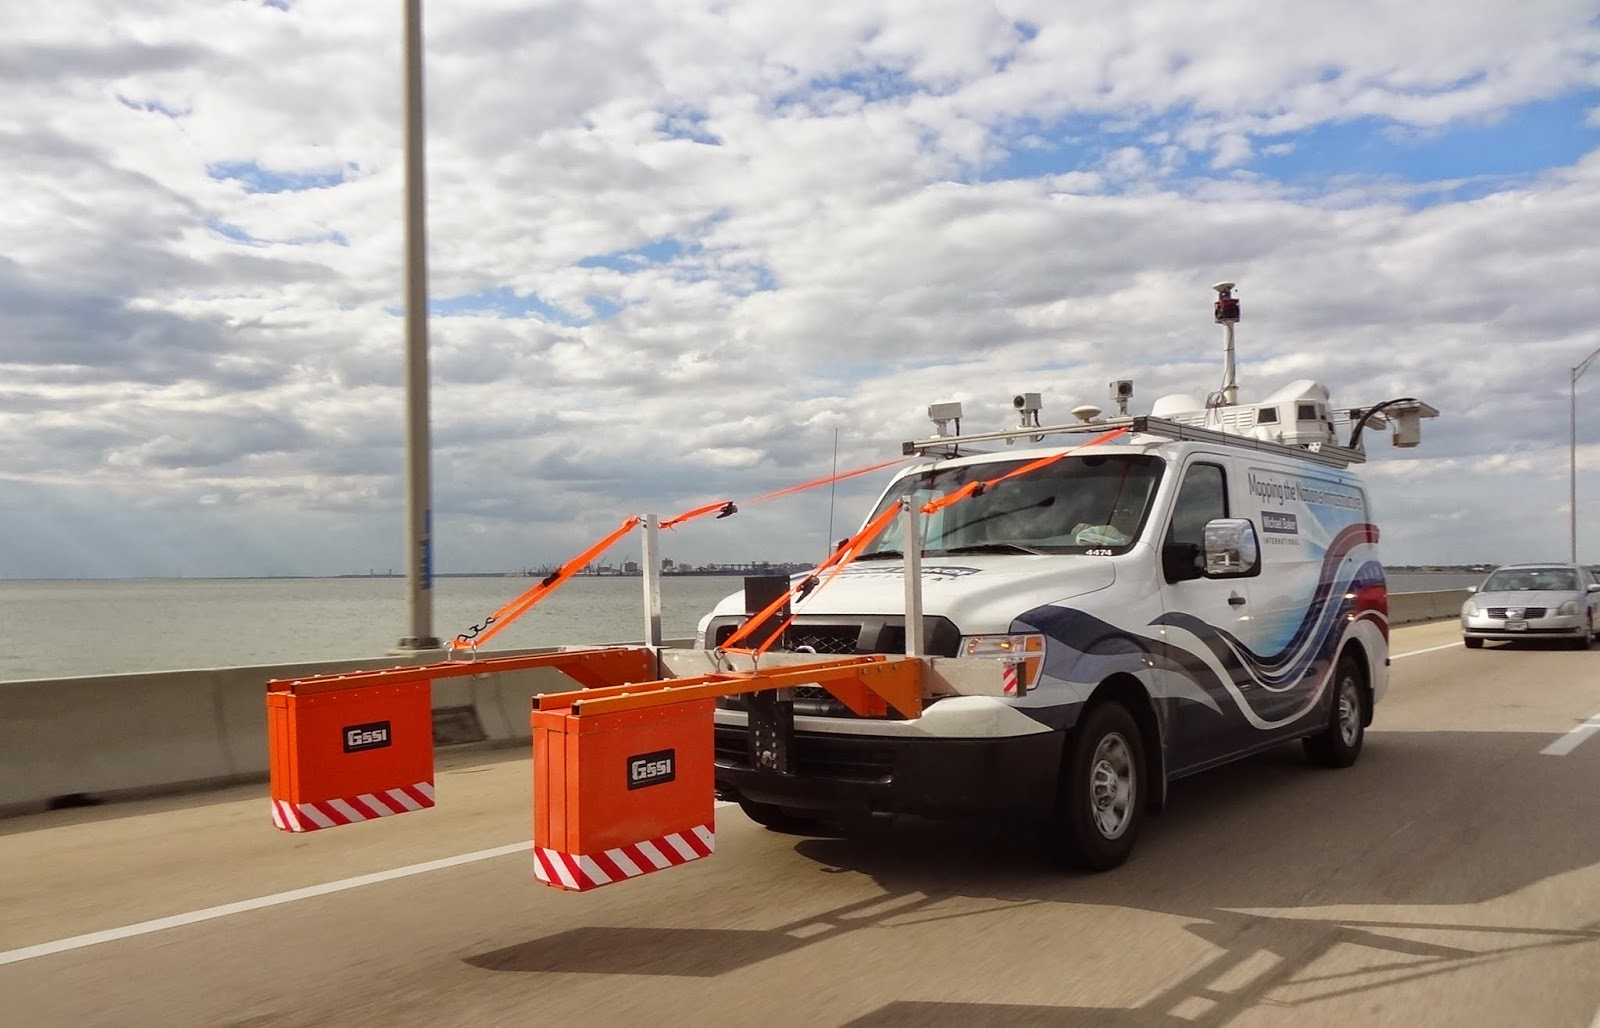 Mapping the Nation's Infrastructure
Michael Baker
INTERNATIONAL
4474
GSSI
GSSI